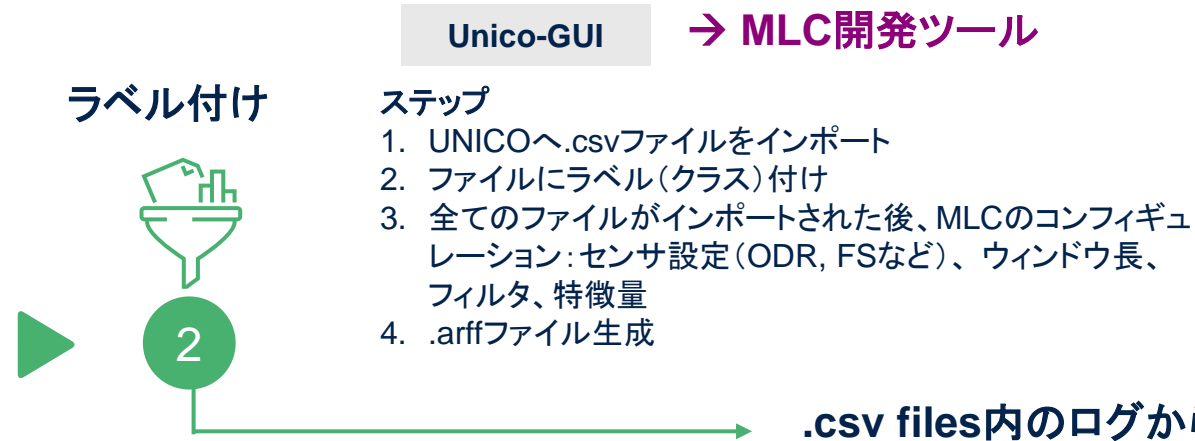 Unico-GUI → MLC開発ツール
ラベル付け
ステップ
1. UNICOへ.csvファイルをインポート
2. ファイルにラベル（クラス）付け
3. 全てのファイルがインポートされた後、MLCのコンフィギュ
レーション：センサ設定（ODR, FSなど）、ウィンドウ長、
フィルタ、特徴量
4. .arffファイル生成
2
.csv files内のログから